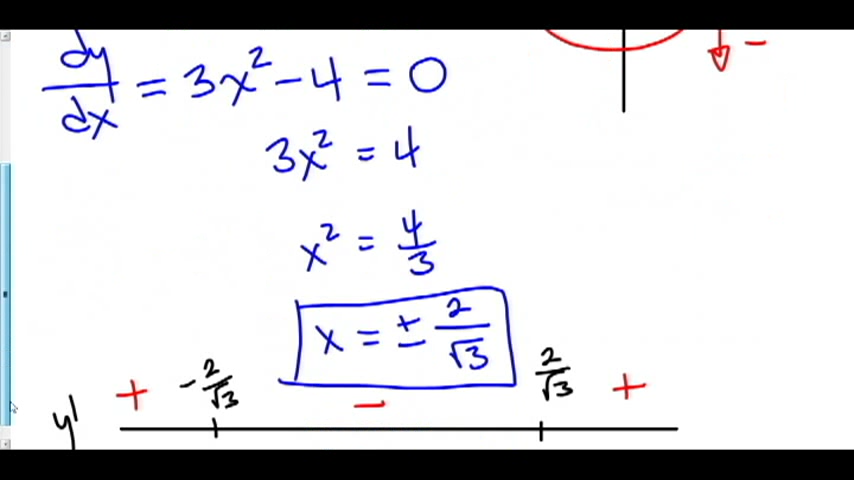 dy/dx = 3x² - 4 = 0
3x² = 4
x² = 4/3
x = ± 2/√3
+ -2/√3 - 2/√3 +
y'
-